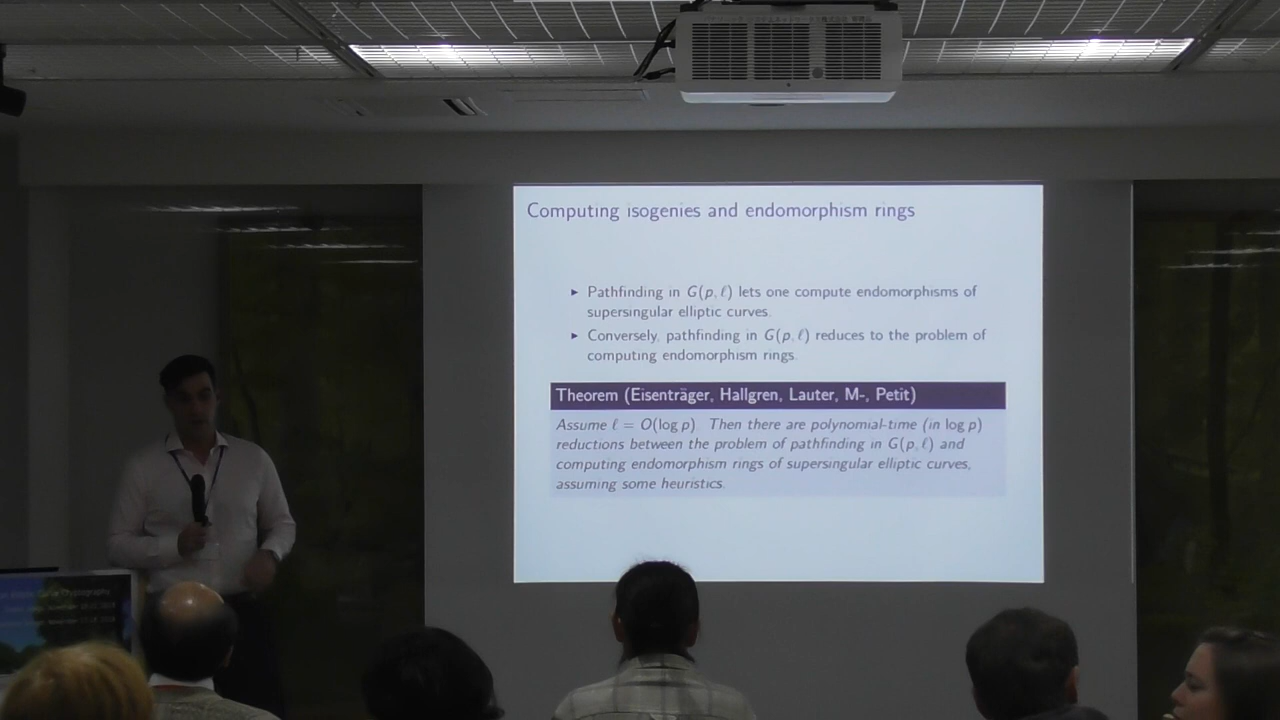 Computing isogenies and endomorphism rings
▸ Pathfinding in G(p, ℓ) lets one compute endomorphisms of
supersingular elliptic curves.
▸ Conversely, pathfinding in G(p, ℓ) reduces to the problem of
computing endomorphism rings.
Theorem (Eisenträger, Hallgren, Lauter, M-, Petit)
Assume ℓ = O(log p). Then there are polynomial-time (in log p)
reductions between the problem of pathfinding in G(p, ℓ) and
computing endomorphism rings of supersingular elliptic curves,
assuming some heuristics.